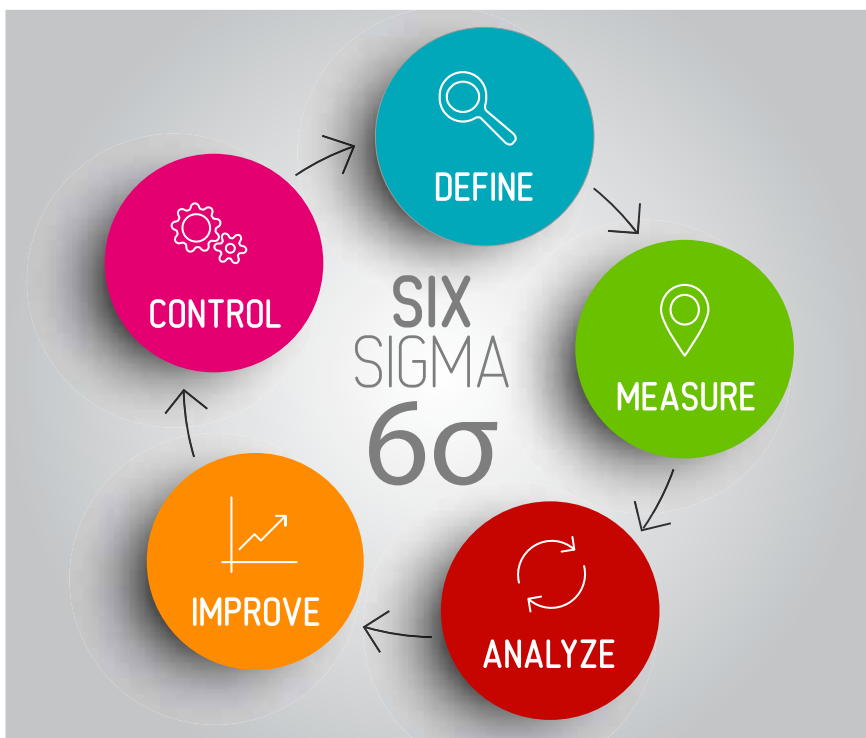 DEFINE
MEASURE
ANALYZE
IMPROVE
CONTROL
SIX
SIGMA
6σ